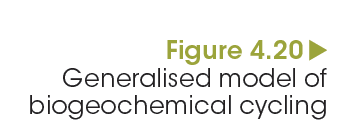 Figure 4.20 ▶
Generalised model of
biogeochemical cycling